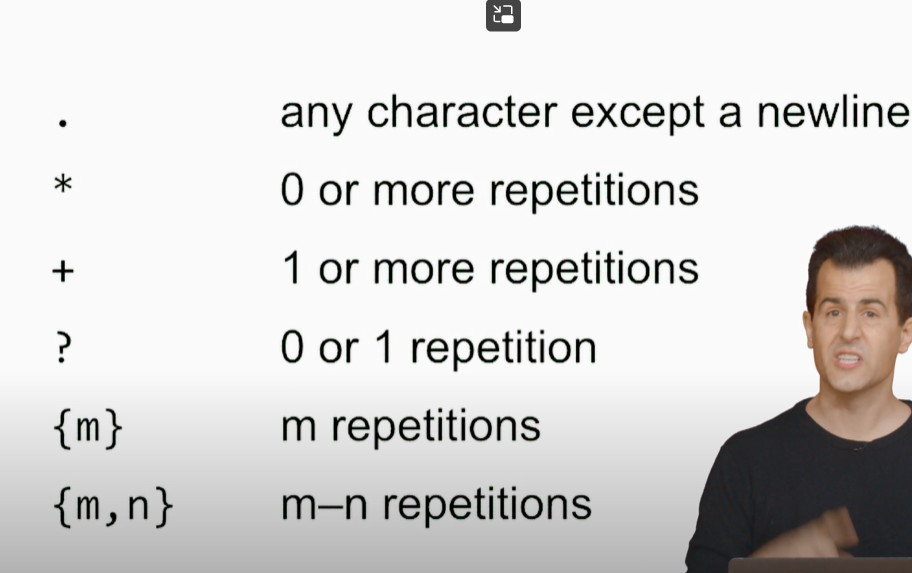 . any character except a newline
* 0 or more repetitions
+ 1 or more repetitions
? 0 or 1 repetition
{m} m repetitions
{m,n} m–n repetitions